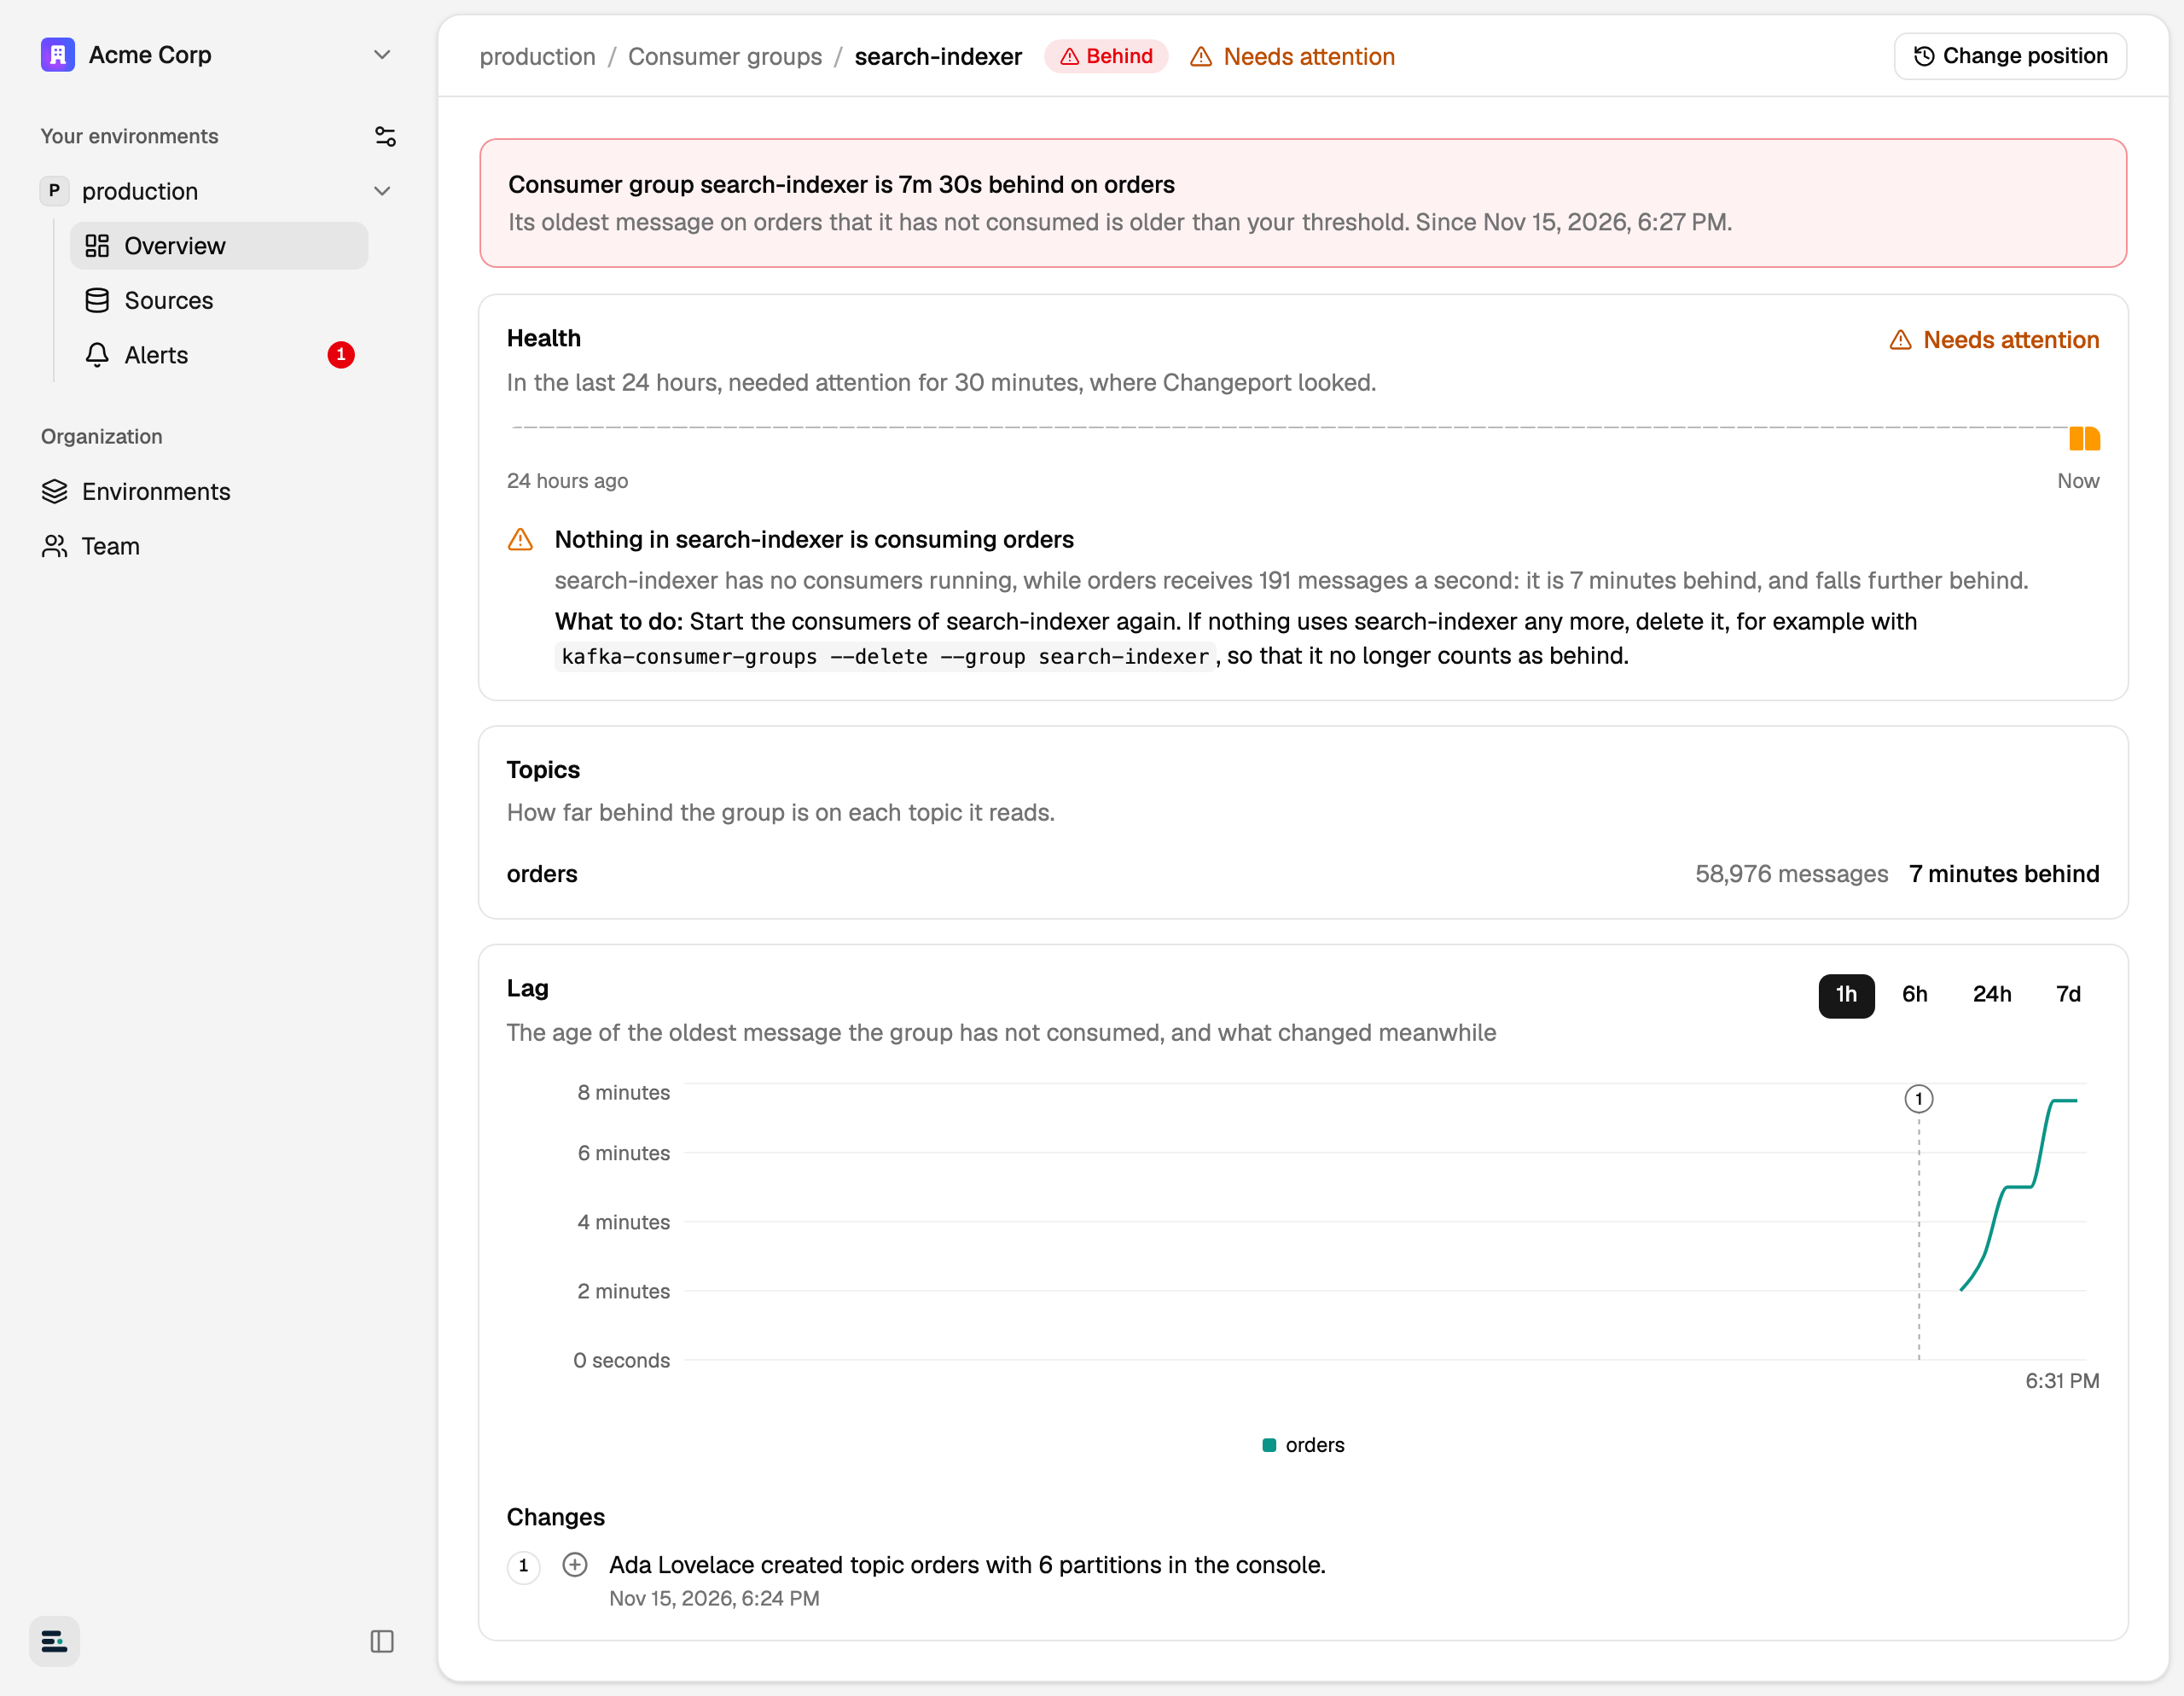 Acme Corp
Your environments
P production
Overview
Sources
Alerts 1
Organization
Environments
Team
production / Consumer groups / search-indexer Behind Needs attention Change position
Consumer group search-indexer is 7m 30s behind on orders
Its oldest message on orders that it has not consumed is older than your threshold. Since Nov 15, 2026, 6:27 PM.
Health Needs attention
In the last 24 hours, needed attention for 30 minutes, where Changeport looked.
24 hours ago Now
Nothing in search-indexer is consuming orders
search-indexer has no consumers running, while orders receives 191 messages a second: it is 7 minutes behind, and falls further behind.
What to do: Start the consumers of search-indexer again. If nothing uses search-indexer any more, delete it, for example with
kafka-consumer-groups --delete --group search-indexer, so that it no longer counts as behind.
Topics
How far behind the group is on each topic it reads.
orders 58,976 messages 7 minutes behind
Lag 1h 6h 24h 7d
The age of the oldest message the group has not consumed, and what changed meanwhile
8 minutes
1
6 minutes
4 minutes
2 minutes
0 seconds
6:31 PM
orders
Changes
1 Ada Lovelace created topic orders with 6 partitions in the console.
Nov 15, 2026, 6:24 PM